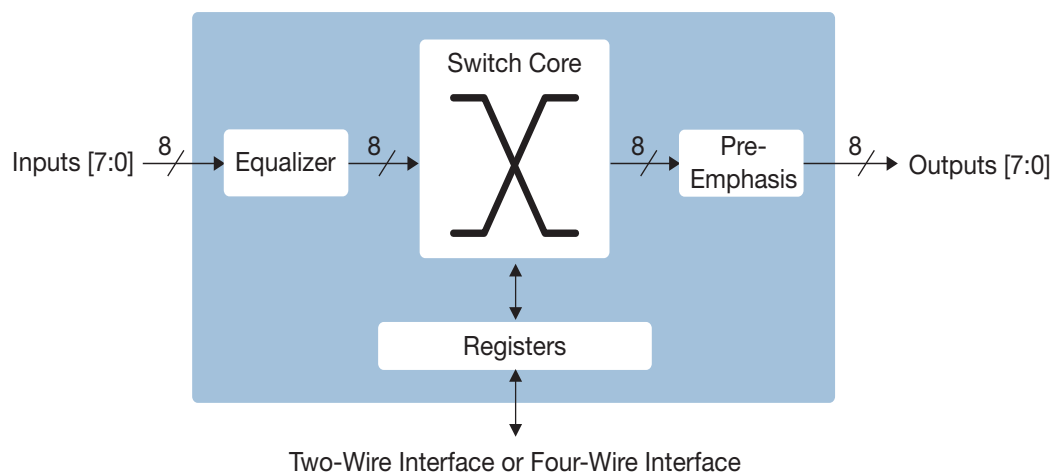 Switch Core
Inputs [7:0]
8
Equalizer
8
8
Pre-
Emphasis
8
Outputs [7:0]
Registers
Two-Wire Interface or Four-Wire Interface